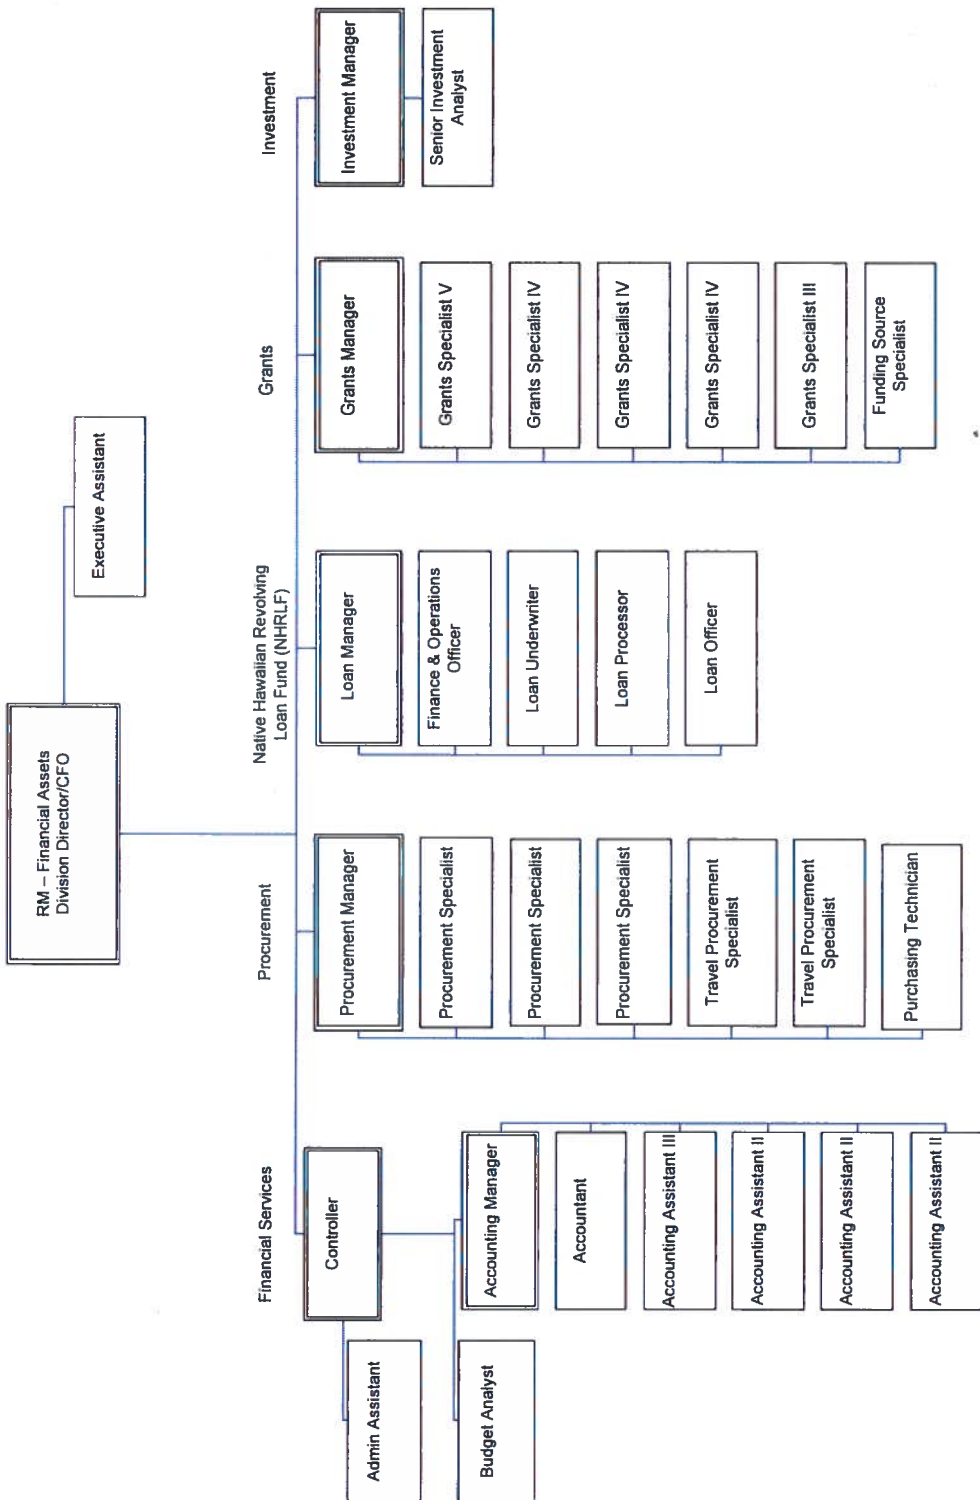 RM – Financial Assets
Division Director/CFO
Executive Assistant
Financial Services
Controller
Admin Assistant
Budget Analyst
Accounting Manager
Accountant
Accounting Assistant III
Accounting Assistant II
Accounting Assistant II
Accounting Assistant II
Procurement
Procurement Manager
Procurement Specialist
Procurement Specialist
Procurement Specialist
Travel Procurement
Specialist
Travel Procurement
Specialist
Purchasing Technician
Native Hawaiian Revolving
Loan Fund (NHRLF)
Loan Manager
Finance & Operations
Officer
Loan Underwriter
Loan Processor
Loan Officer
Grants
Grants Manager
Grants Specialist V
Grants Specialist IV
Grants Specialist IV
Grants Specialist IV
Grants Specialist III
Funding Source
Specialist
Investment
Investment Manager
Senior Investment
Analyst